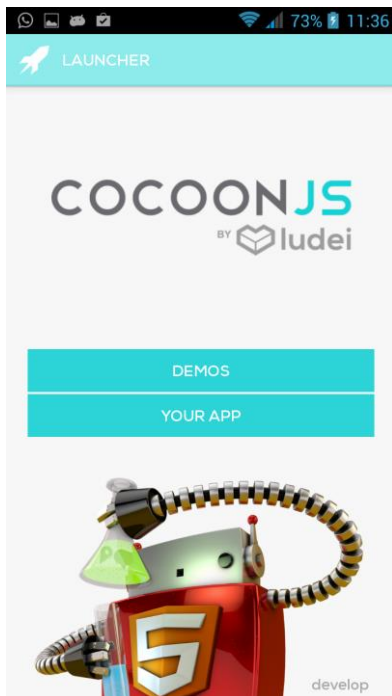 73% 11:36
LAUNCHER
COCOONJS
BY ludei
DEMOS
YOUR APP
5
develop